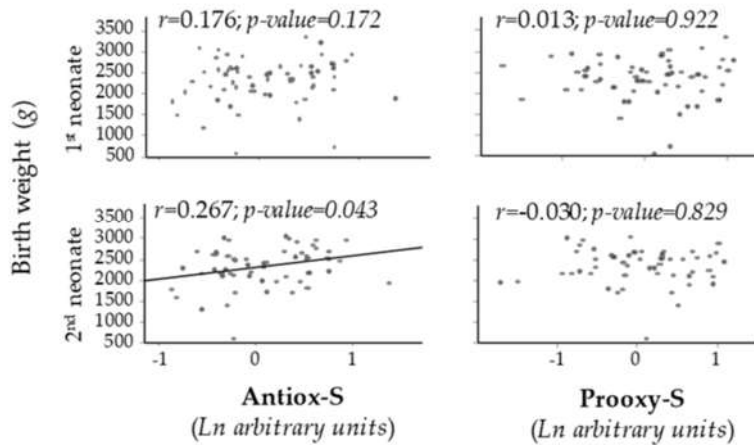 r=0.176; p-value=0.172
r=0.013; p-value=0.922
Birth weight (g)
1st neonate
3500
3000
2500
2000
1500
1000
500
r=0.267; p-value=0.043
r=-0.030; p-value=0.829
2nd neonate
3500
3000
2500
2000
1500
1000
500
-1 0 1
-1 0 1
Antiox-S
(Ln arbitrary units)
Prooxy-S
(Ln arbitrary units)